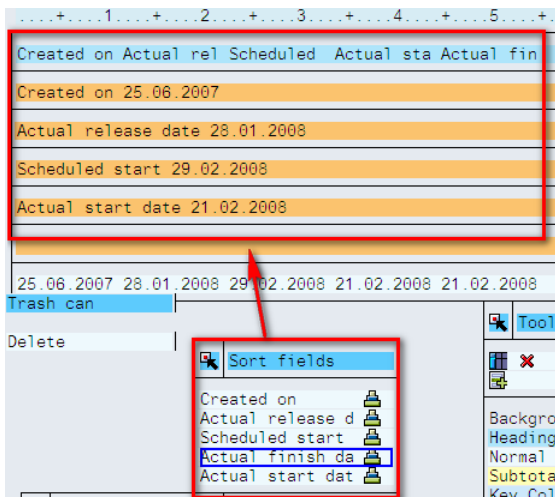 ....+....1....+....2....+....3....+....4....+....5....+.
Created on Actual rel Scheduled Actual sta Actual fin
Created on 25.06.2007
Actual release date 28.01.2008
Scheduled start 29.02.2008
Actual start date 21.02.2008
25.06.2007 28.01.2008 29.02.2008 21.02.2008 21.02.2008
Trash can
Tool
Delete
Sort fields
Created on
Actual release d
Scheduled start
Actual finish da
Actual start dat
Backgro
Heading
Normal
Subtota
Key Col